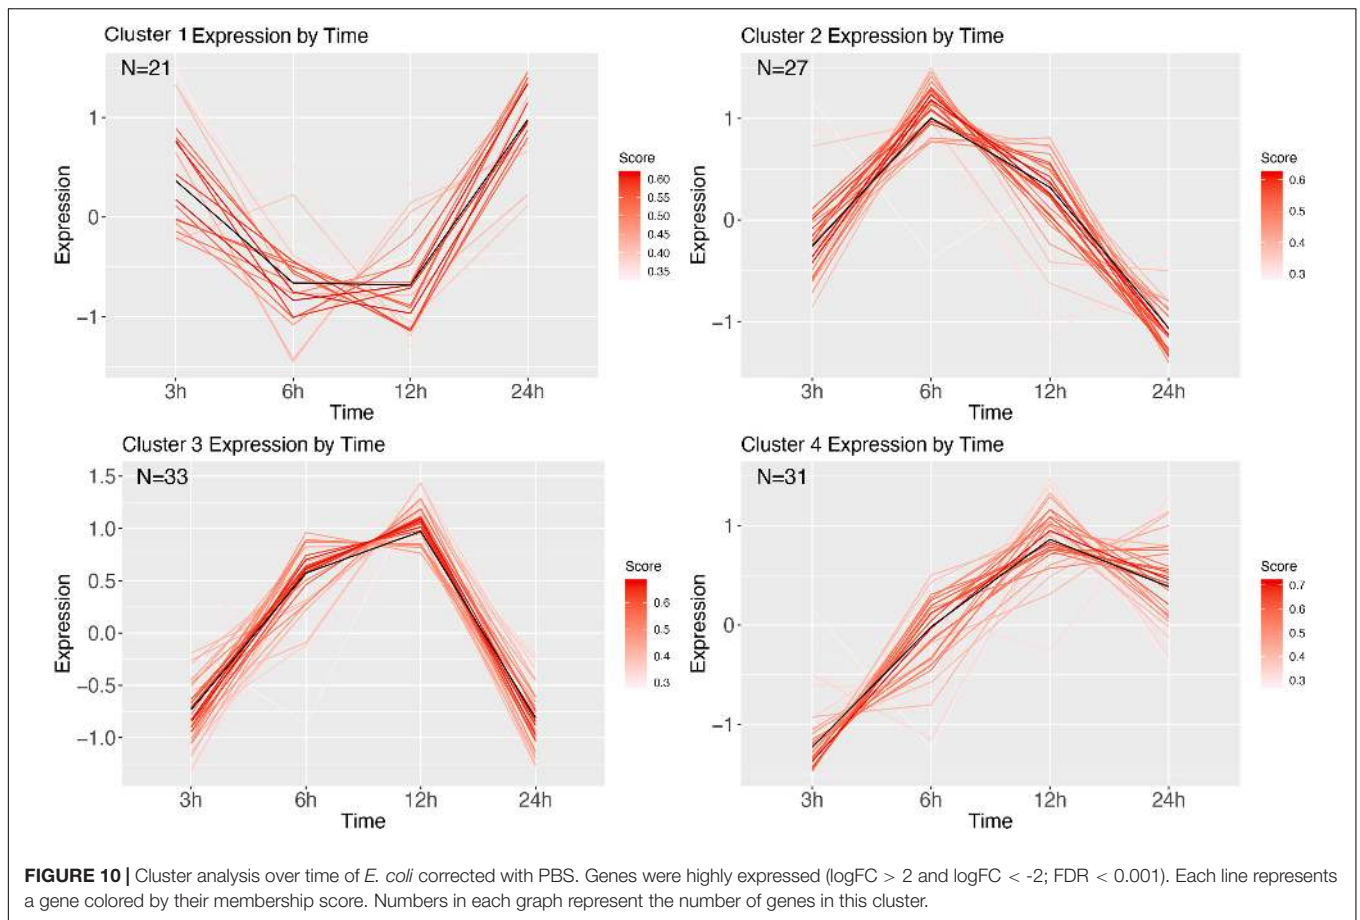 Cluster 1 Expression by Time
N=21
Expression
1
0
−1
3h 6h 12h 24h
Time
Score
0.60
0.55
0.50
0.45
0.40
0.35
Cluster 2 Expression by Time
N=27
Expression
1
0
−1
3h 6h 12h 24h
Time
Score
0.6
0.5
0.4
0.3
Cluster 3 Expression by Time
N=33
Expression
1.5
1.0
0.5
0.0
−0.5
−1.0
3h 6h 12h 24h
Time
Score
0.6
0.5
0.4
0.3
Cluster 4 Expression by Time
N=31
Expression
1
0
−1
3h 6h 12h 24h
Time
Score
0.7
0.6
0.5
0.4
0.3
FIGURE 10 | Cluster analysis over time of E. coli corrected with PBS. Genes were highly expressed (logFC > 2 and logFC < -2; FDR < 0.001). Each line represents
a gene colored by their membership score. Numbers in each graph represent the number of genes in this cluster.